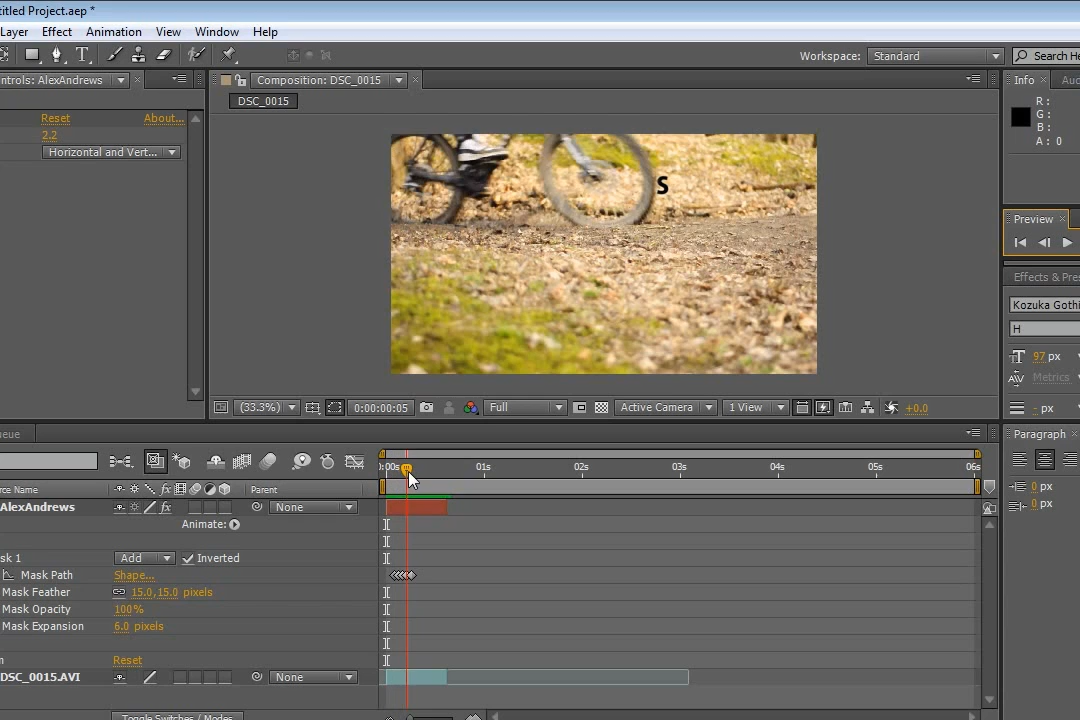 titled Project.aep *
Layer Effect Animation View Window Help
T Workspace: Standard Search He
ntrols: AlexAndrews Composition: DSC_0015 Info Auc
DSC_0015
Reset About...
2.2
Horizontal and Vert...
R :
G :
B :
A : 0
S
Preview
Effects & Pre
Kozuka Gothi
H
97 px
Metrics
- px
(33.3%) 0:00:00:05 Full Active Camera 1 View +0.0
ueue
Paragraph
0 px
0 px
):00s 01s 02s 03s 04s 05s 06s
rce Name fx Parent
AlexAndrews fx None
Animate:
sk 1 Add Inverted
Mask Path Shape...
Mask Feather 15.0,15.0 pixels
Mask Opacity 100%
Mask Expansion 6.0 pixels
m Reset
DSC_0015.AVI None
Toggle Switches / Modes